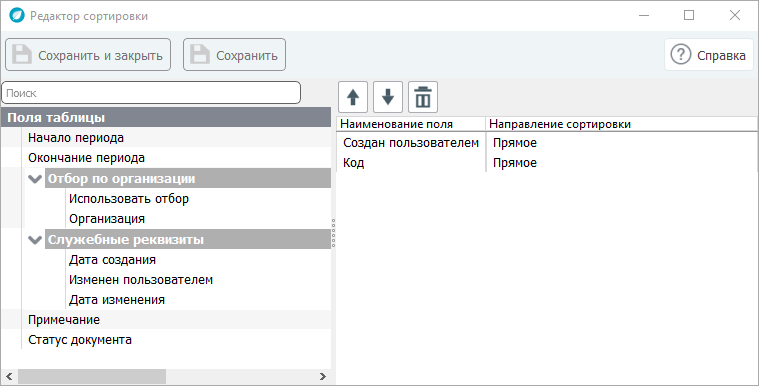 Редактор сортировки
Сохранить и закрыть
Сохранить
Справка
Поиск
Поля таблицы
Начало периода
Окончание периода
Отбор по организации
Использовать отбор
Организация
Служебные реквизиты
Дата создания
Изменен пользователем
Дата изменения
Примечание
Статус документа
Наименование поля Направление сортировки
Создан пользователем Прямое
Код Прямое